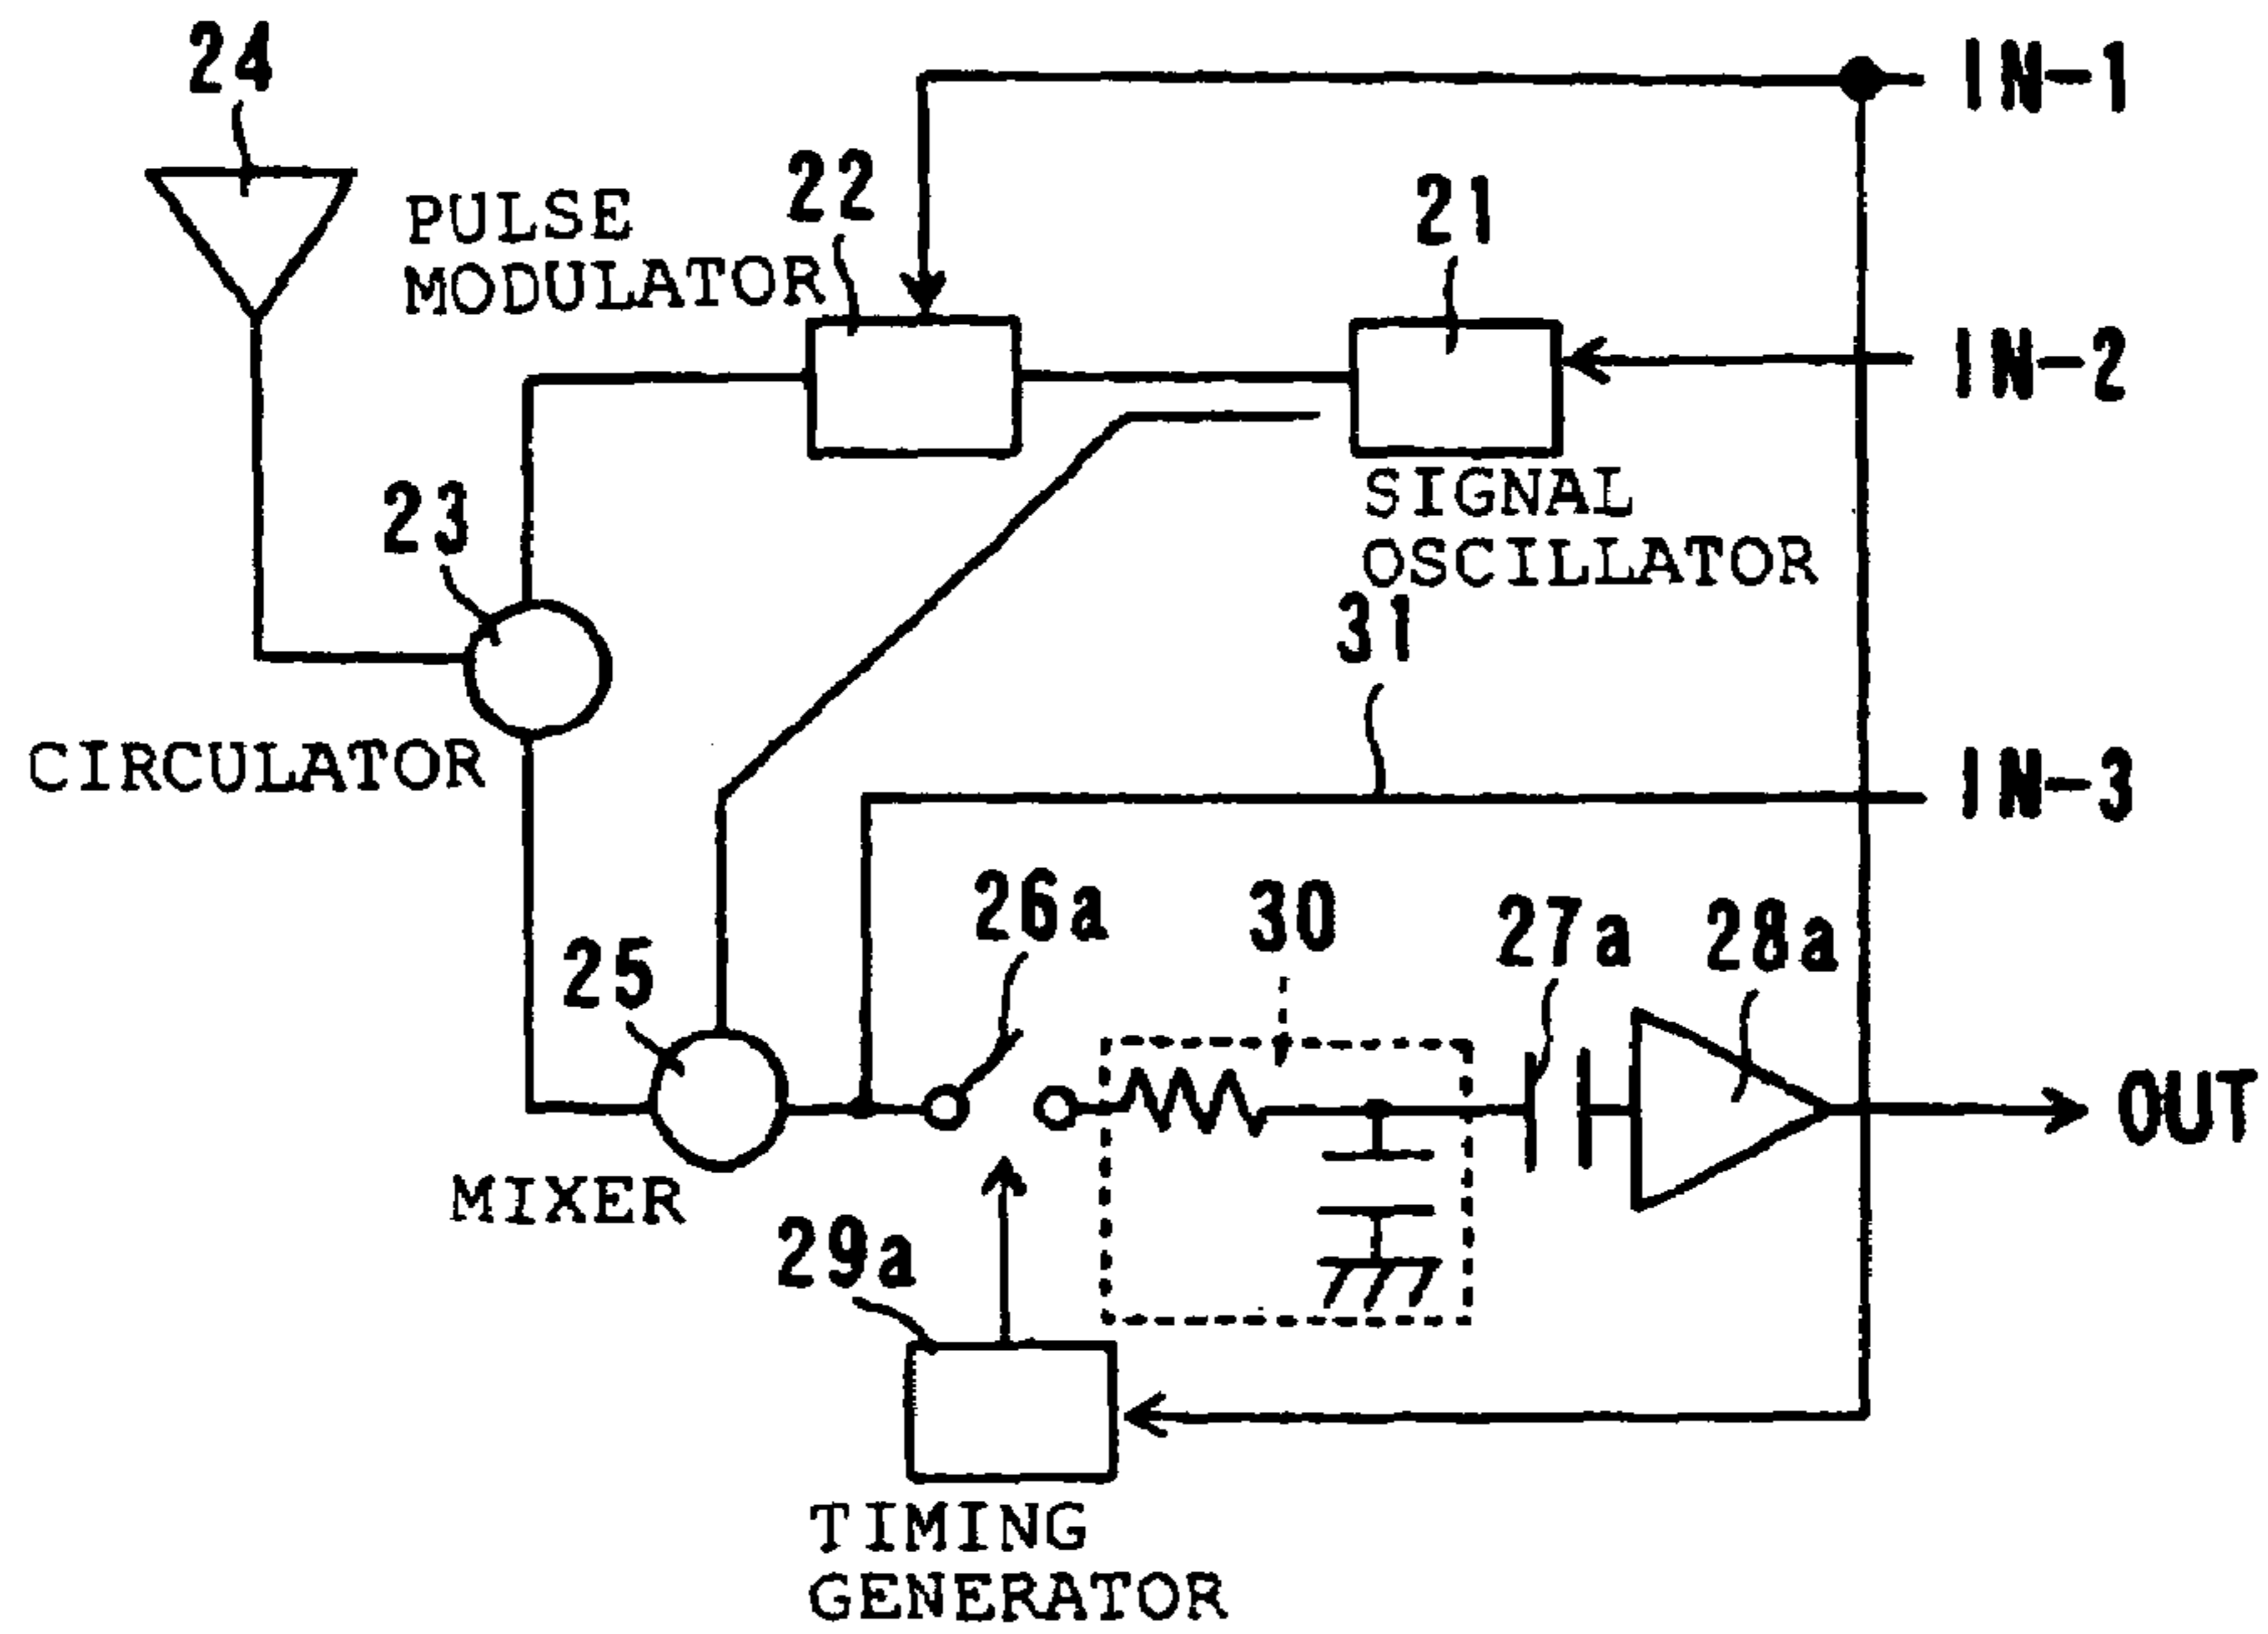 24
IN-1
PULSE
MODULATOR
22
21
IN-2
23
SIGNAL
OSCILLATOR
31
CIRCULATOR
IN-3
26a
30
27a
28a
25
OUT
MIXER
29a
TIMING
GENERATOR